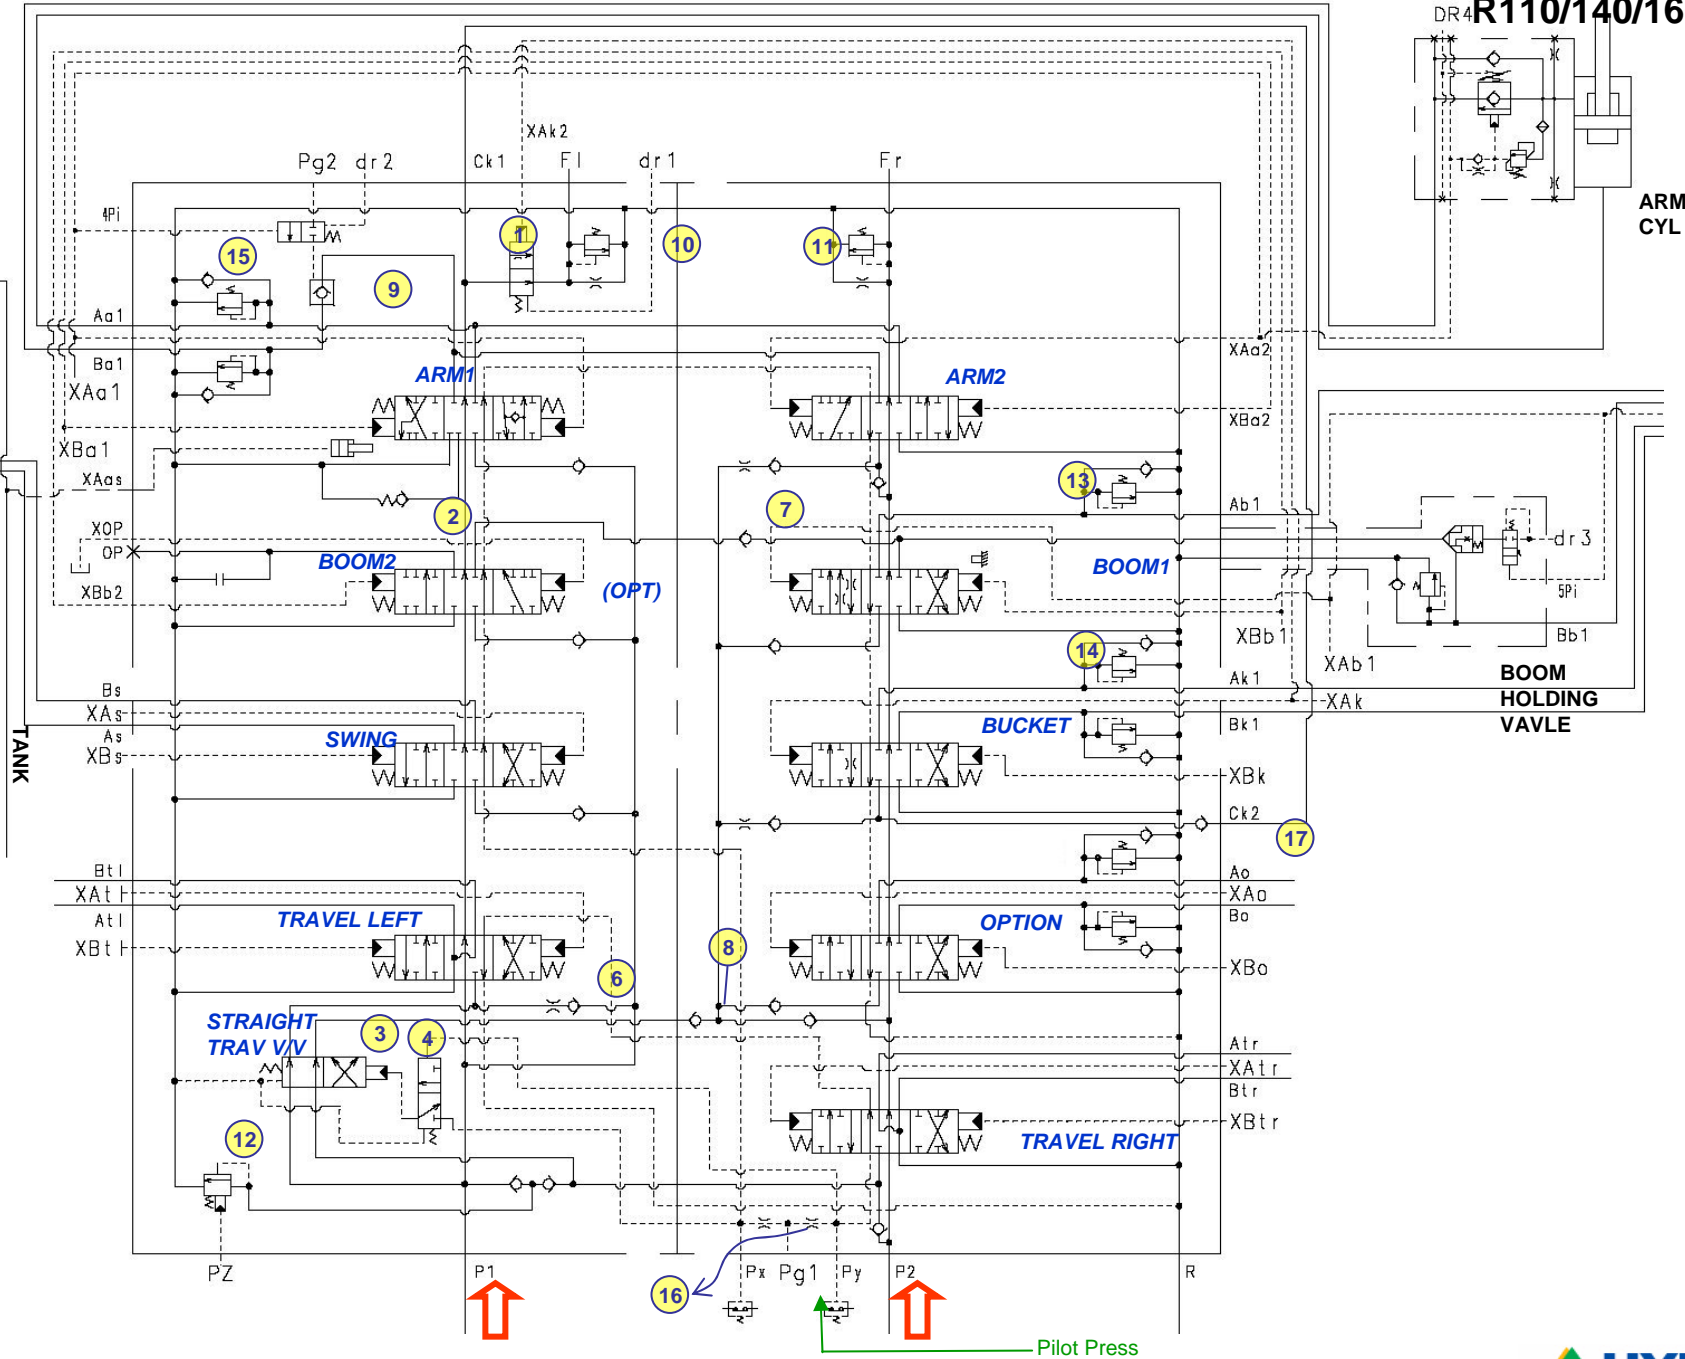 DR4
R110/140/16
ARM
CYL
XAk2
Pg2
dr2
Ck1
Fl
dr1
Fr
4Pi
1
10
11
15
9
Aa1
Ba1
XAa1
ARM1
ARM2
XAa2
XBa2
XBa1
XAas
13
2
7
Ab1
XOP
OP
dr3
BOOM2
(OPT)
BOOM1
XBb2
5Pi
XBb1
Bb1
14
XAb1
Ak1
BOOM
HOLDING
VAVLE
Bs
XAs
As
XBs
SWING
BUCKET
XAk
Bk1
TANK
XBk
Ck2
17
Btl
XAtl
Atl
XBtl
TRAVEL LEFT
OPTION
Ao
XAo
Bo
8
6
XBo
STRAIGHT
TRAV V/V
3
4
Atr
XAtr
Btr
XBtr
12
TRAVEL RIGHT
PZ
P1
16
Px
Pg1
Py
P2
R
Pilot Press